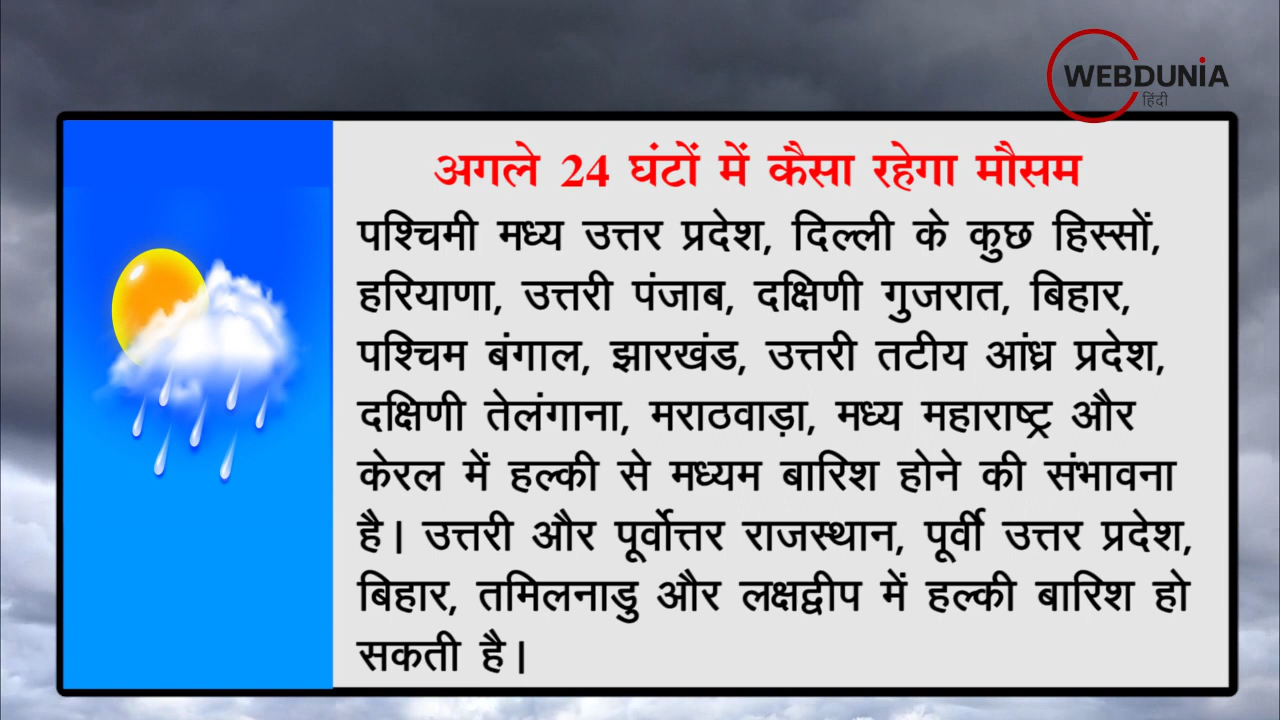 WEBDUNIA
हिंदी
अगले 24 घंटों में कैसा रहेगा मौसम
पश्चिमी मध्य उत्तर प्रदेश, दिल्ली के कुछ हिस्सों,
हरियाणा, उत्तरी पंजाब, दक्षिणी गुजरात, बिहार,
पश्चिम बंगाल, झारखंड, उत्तरी तटीय आंध्र प्रदेश,
दक्षिणी तेलंगाना, मराठवाड़ा, मध्य महाराष्ट्र और
केरल में हल्की से मध्यम बारिश होने की संभावना
है। उत्तरी और पूर्वोत्तर राजस्थान, पूर्वी उत्तर प्रदेश,
बिहार, तमिलनाडु और लक्षद्वीप में हल्की बारिश हो
सकती है।